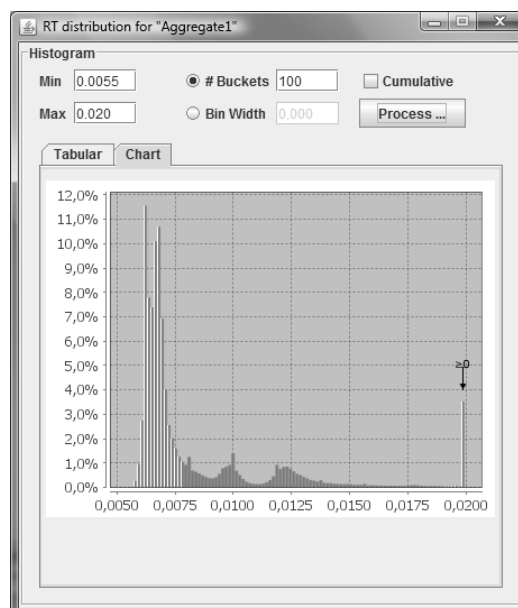 RT distribution for "Aggregate1"
Histogram
Min 0.0055 # Buckets 100 Cumulative
Max 0.020 Bin Width 0,000 Process ...
Tabular Chart
12,0%
11,0%
10,0%
9,0%
8,0%
7,0%
6,0%
5,0%
4,0%
3,0%
2,0%
1,0%
0,0%
≥0
0,0050 0,0075 0,0100 0,0125 0,0150 0,0175 0,0200